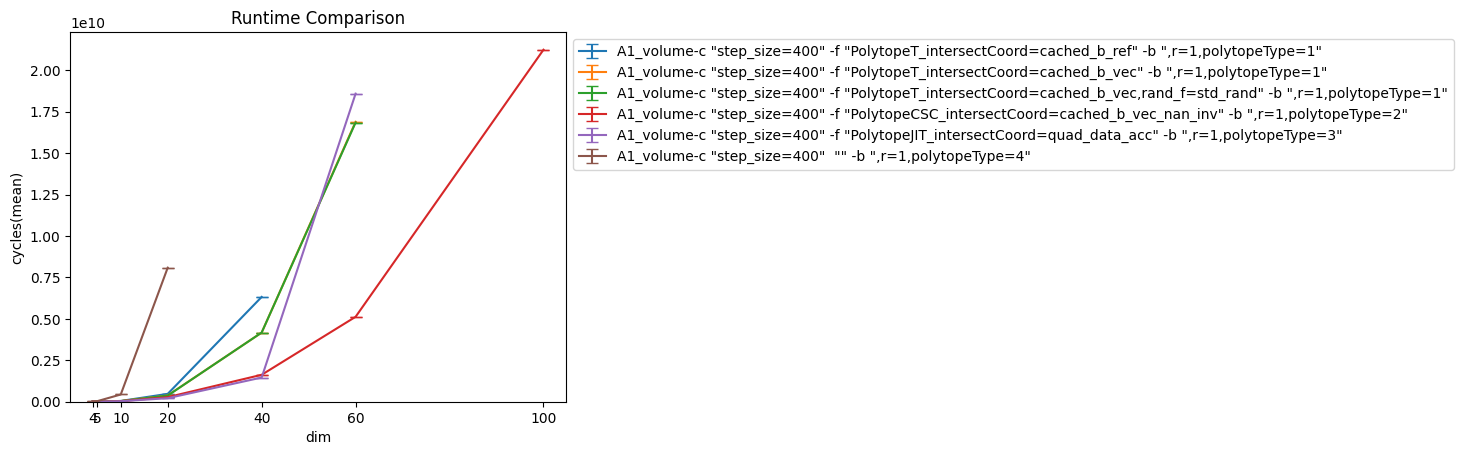 Runtime Comparison
1e10
2.00
1.75
1.50
1.25
1.00
0.75
0.50
0.25
0.00
cycles(mean)
4 5 10 20 40 60 100
dim
A1_volume-c "step_size=400" -f "PolytopeT_intersectCoord=cached_b_ref" -b ",r=1,polytopeType=1"
A1_volume-c "step_size=400" -f "PolytopeT_intersectCoord=cached_b_vec" -b ",r=1,polytopeType=1"
A1_volume-c "step_size=400" -f "PolytopeT_intersectCoord=cached_b_vec,rand_f=std_rand" -b ",r=1,polytopeType=1"
A1_volume-c "step_size=400" -f "PolytopeCSC_intersectCoord=cached_b_vec_nan_inv" -b ",r=1,polytopeType=2"
A1_volume-c "step_size=400" -f "PolytopeJIT_intersectCoord=quad_data_acc" -b ",r=1,polytopeType=3"
A1_volume-c "step_size=400"  "" -b ",r=1,polytopeType=4"